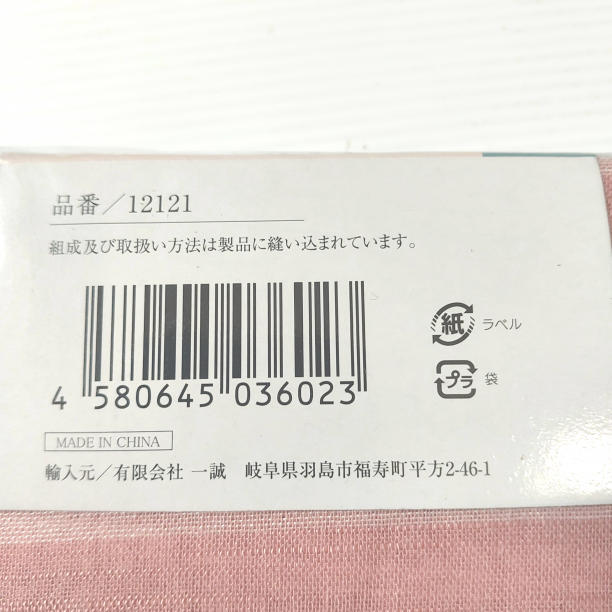 品番／12121
組成及び取扱い方法は製品に縫い込まれています。
紙 ラベル
プラ 袋
4 580645 036023
MADE IN CHINA
輸入元／有限会社 一誠 岐阜県羽島市福寿町平方2-46-1